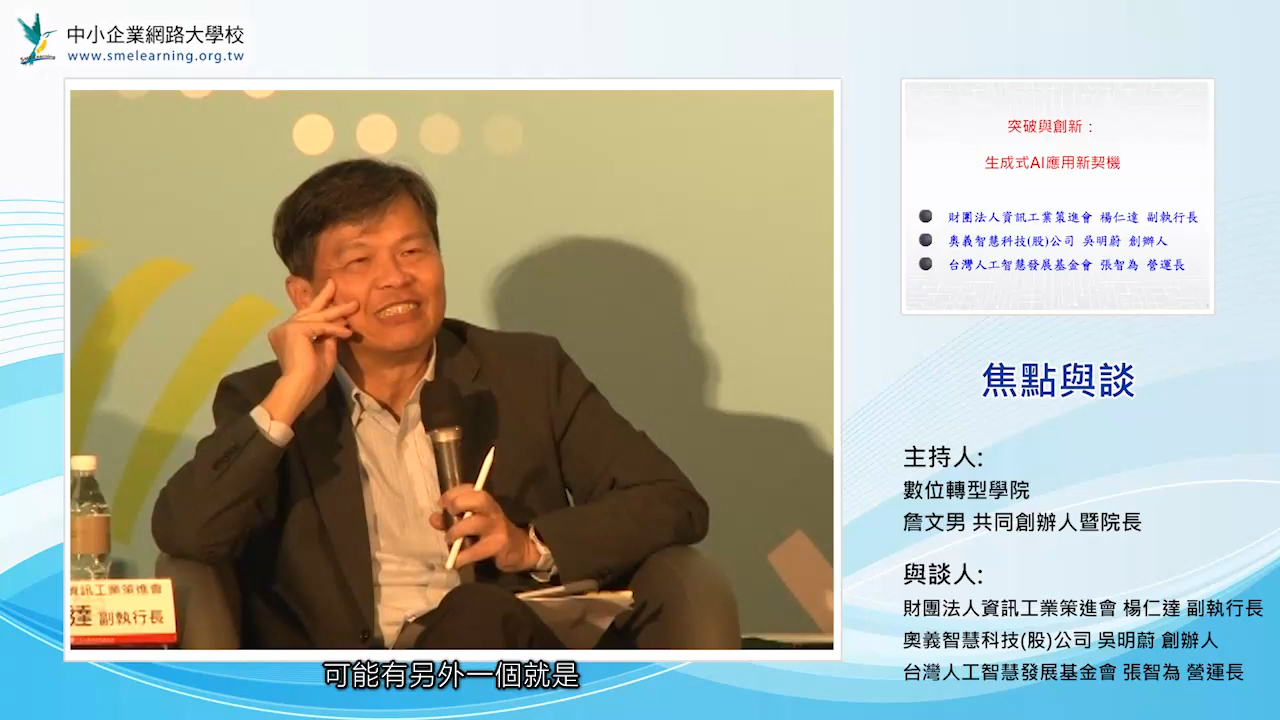 中小企業網路大學校
www.smelearning.org.tw
突破與創新：
生成式AI應用新契機
財團法人資訊工業策進會 楊仁達 副執行長
奧義智慧科技(股)公司 吳明蔚 創辦人
台灣人工智慧發展基金會 張智為 營運長
焦點與談
主持人:
數位轉型學院
詹文男 共同創辦人暨院長
與談人:
財團法人資訊工業策進會 楊仁達 副執行長
奧義智慧科技(股)公司 吳明蔚 創辦人
台灣人工智慧發展基金會 張智為 營運長
資訊工業策進會
達 副執行長
可能有另外一個就是